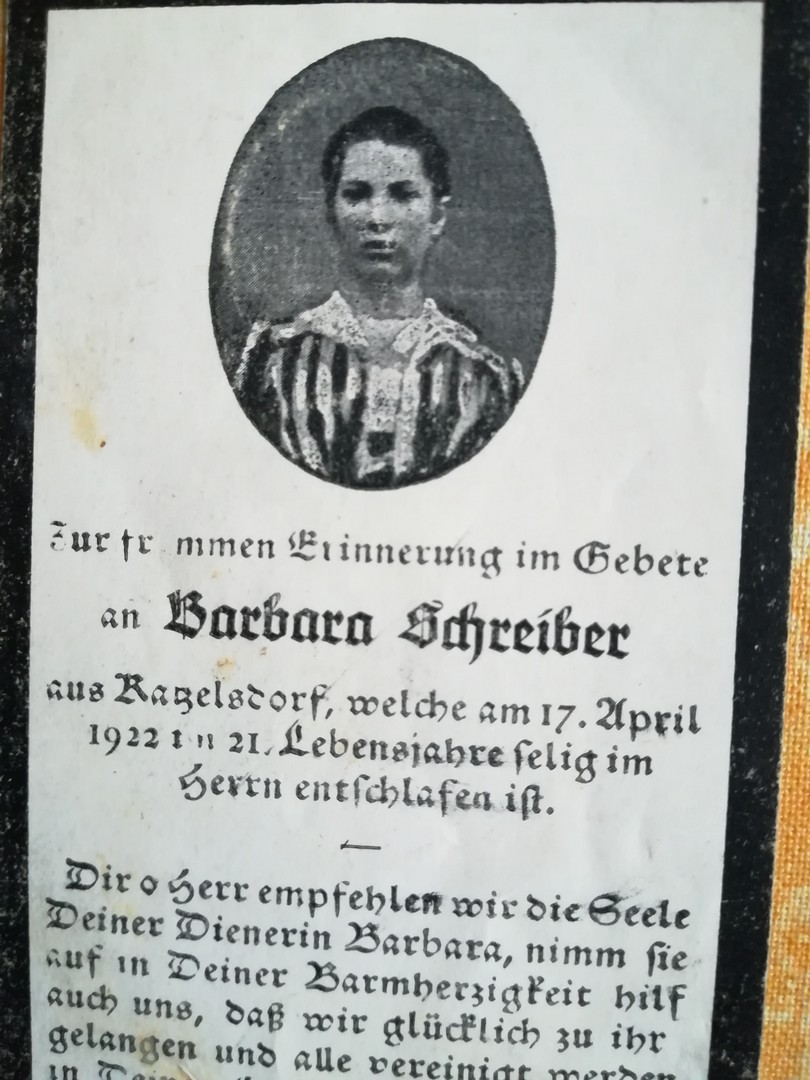 Zur frommen Erinnerung im Gebete
an Barbara Schreiber
aus Katzelsdorf, welche am 17. April
1922 im 21. Lebensjahre selig im
Herrn entschlafen ist.
Dir o Herr empfehlen wir die Seele
Deiner Dienerin Barbara, nimm sie
auf in Deiner Barmherzigkeit hilf
auch uns, daß wir glücklich zu ihr
gelangen und alle vereinigt werden
in